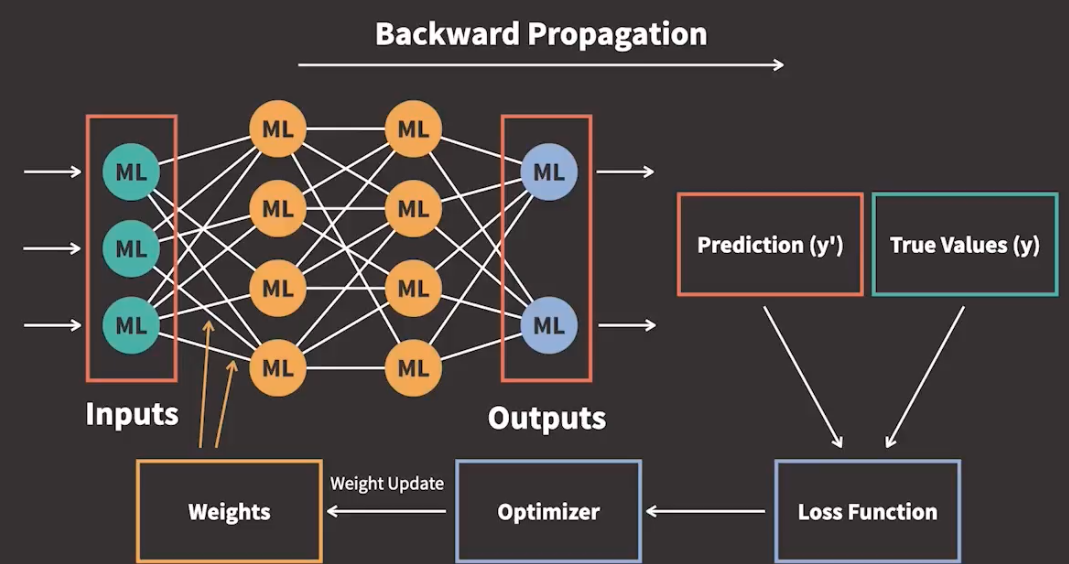 Backward Propagation
ML
ML
ML
ML
ML
ML
ML
ML
ML
ML
ML
ML
ML
Inputs
Outputs
Prediction (y')
True Values (y)
Weights
Weight Update
Optimizer
Loss Function